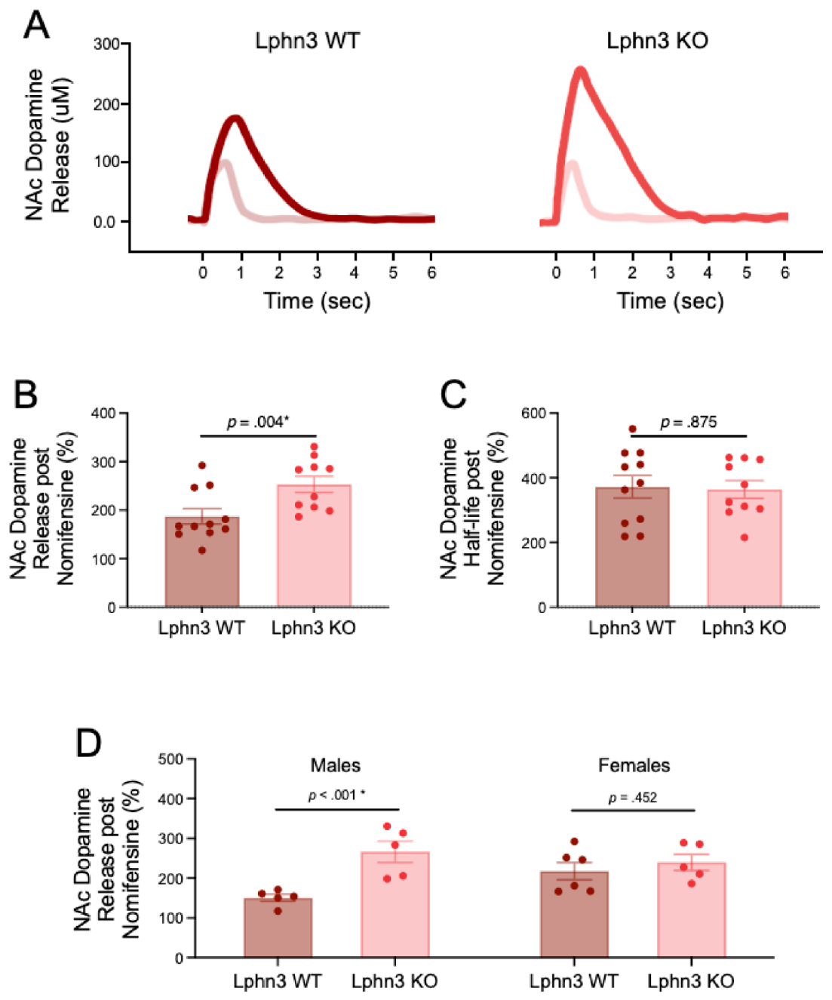 A
Lphn3 WT
Lphn3 KO
NAc Dopamine
Release (uM)
300
200
100
0.0
0 1 2 3 4 5 6
0 1 2 3 4 5 6
Time (sec)
Time (sec)
B
NAc Dopamine
Release post
Nomifensine (%)
400
300
200
100
0
p = .004*
Lphn3 WT
Lphn3 KO
C
NAc Dopamine
Half-life post
Nomifensine (%)
600
400
200
0
p = .875
Lphn3 WT
Lphn3 KO
D
NAc Dopamine
Release post
Nomifensine (%)
500
400
300
200
100
0
Males
p < .001 *
Females
p = .452
Lphn3 WT
Lphn3 KO
Lphn3 WT
Lphn3 KO